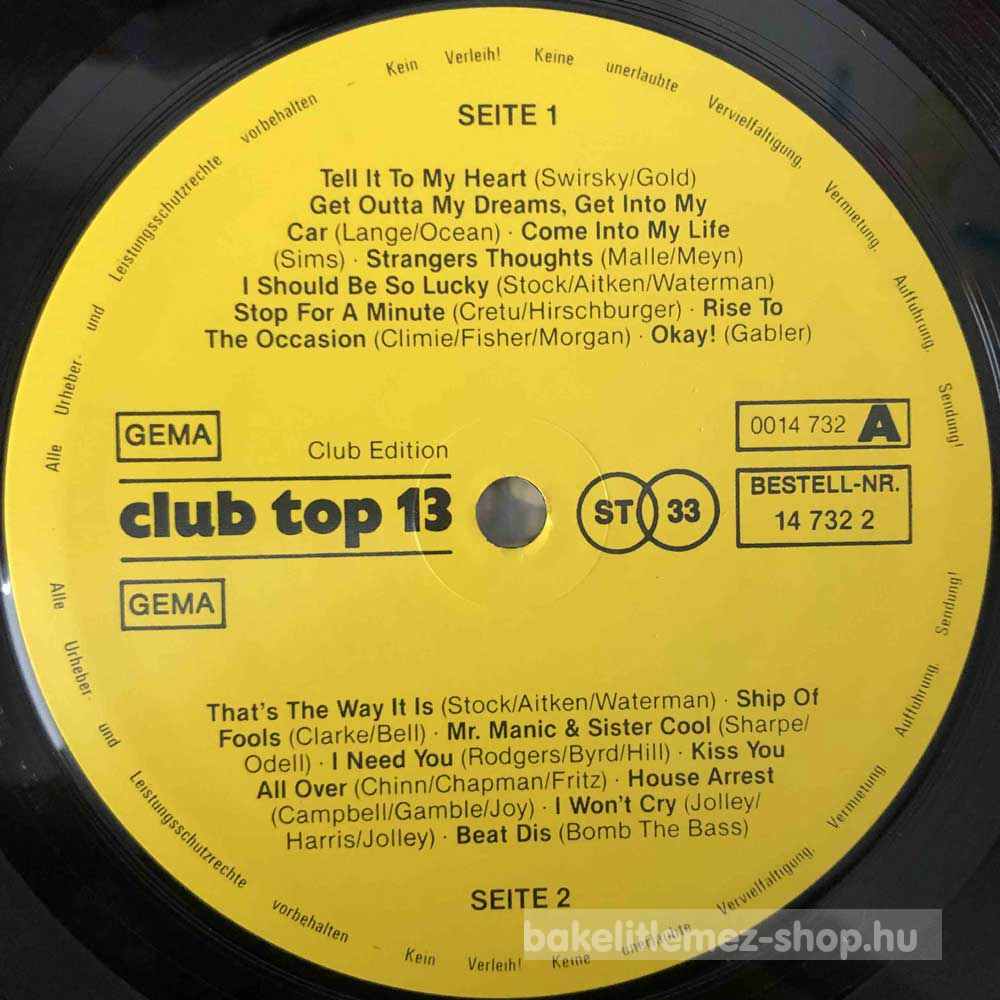 Kein Verleih! Keine unerlaubte Vervielfältigung, Vermietung, Aufführung, Sendung!
Alle Urheber- und Leistungsschutzrechte vorbehalten
SEITE 1
Tell It To My Heart (Swirsky/Gold)
Get Outta My Dreams, Get Into My
Car (Lange/Ocean) · Come Into My Life
(Sims) · Strangers Thoughts (Malle/Meyn)
I Should Be So Lucky (Stock/Aitken/Waterman)
Stop For A Minute (Cretu/Hirschburger) · Rise To
The Occasion (Climie/Fisher/Morgan) · Okay! (Gabler)
GEMA
Club Edition
club top 13
GEMA
ST 33
0014 732 A
BESTELL-NR.
14 732 2
That's The Way It Is (Stock/Aitken/Waterman) · Ship Of
Fools (Clarke/Bell) · Mr. Manic & Sister Cool (Sharpe/
Odell) · I Need You (Rodgers/Byrd/Hill) · Kiss You
All Over (Chinn/Chapman/Fritz) · House Arrest
(Campbell/Gamble/Joy) · I Won't Cry (Jolley/
Harris/Jolley) · Beat Dis (Bomb The Bass)
SEITE 2
Alle Urheber- und Leistungsschutzrechte vorbehalten
Kein Verleih! Keine unerlaubte Vervielfältigung, Vermietung, Aufführung, Sendung!
bakelitlemez-shop.hu